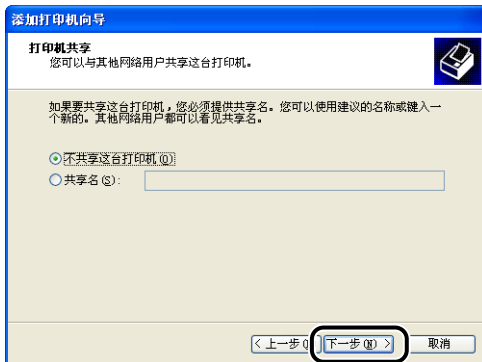 添加打印机向导
打印机共享
您可以与其他网络用户共享这台打印机。
如果要共享这台打印机，您必须提供共享名。您可以使用建议的名称或键入一
个新的。其他网络用户都可以看见共享名。
不共享这台打印机(O)
共享名(S):
< 上一步 下一步(N) > 取消